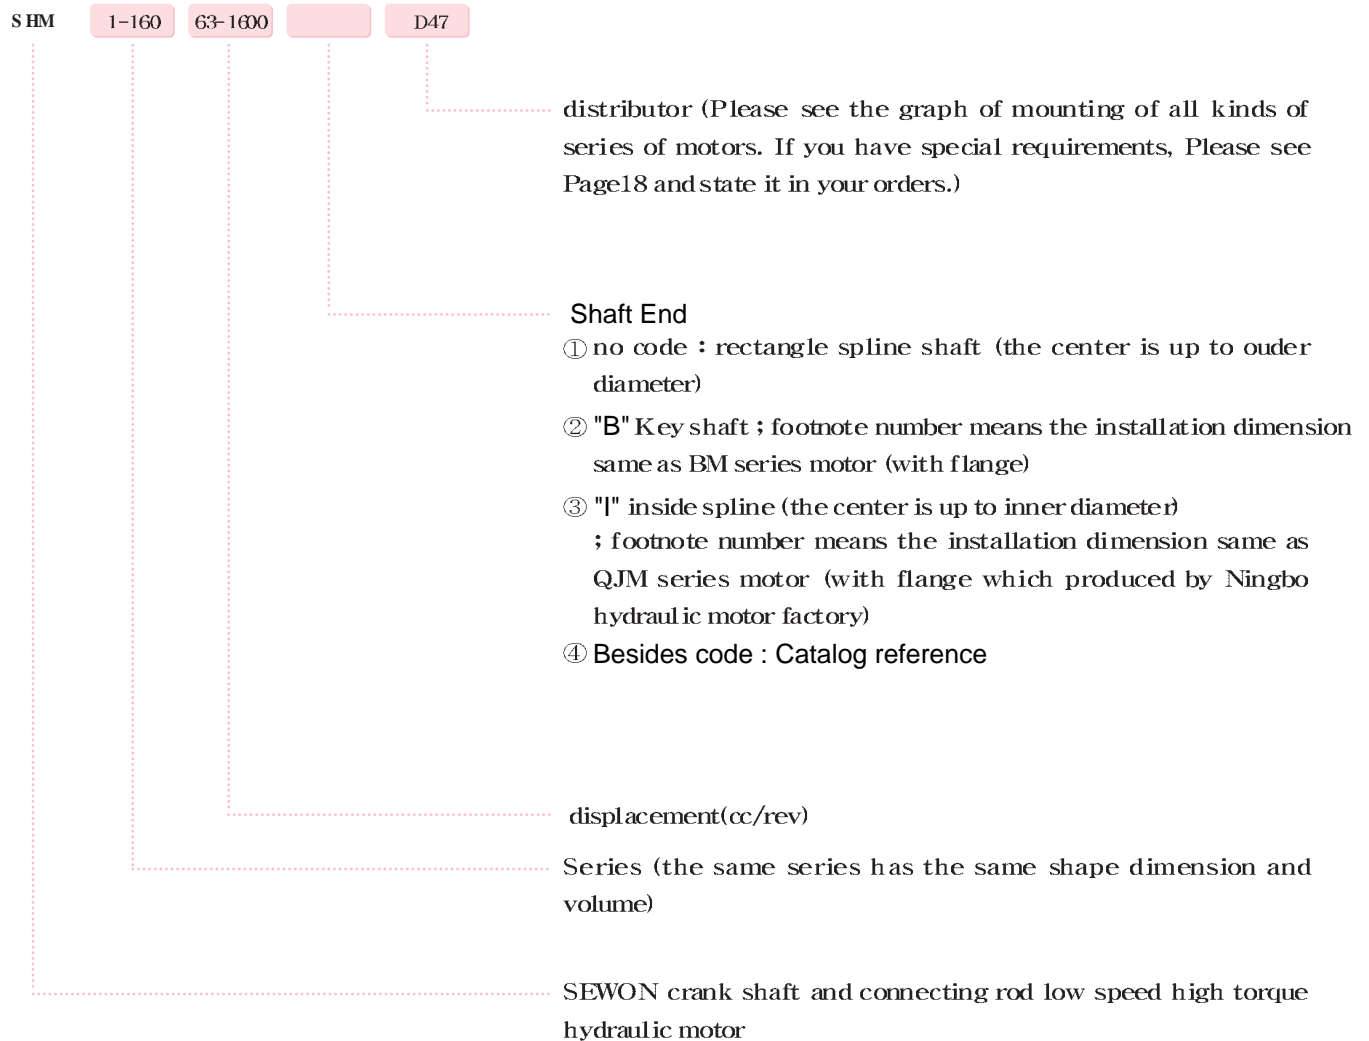 SHM 1-160 63-1600 D47
distributor (Please see the graph of mounting of all kinds of
series of motors. If you have special requirements, Please see
Page18 and state it in your orders.)
Shaft End
① no code : rectangle spline shaft (the center is up to ouder
diameter)
② "B" Key shaft ; footnote number means the installation dimension
same as BM series motor (with flange)
③ "I" inside spline (the center is up to inner diameter)
; footnote number means the installation dimension same as
QJM series motor (with flange which produced by Ningbo
hydraulic motor factory)
④ Besides code : Catalog reference
displacement(cc/rev)
Series (the same series has the same shape dimension and
volume)
SEWON crank shaft and connecting rod low speed high torque
hydraulic motor